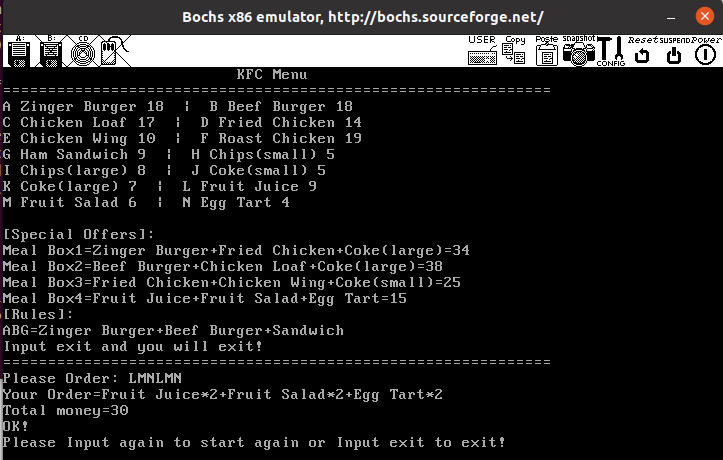 Bochs x86 emulator, http://bochs.sourceforge.net/
A: B: CD USER Copy Paste snapshot CONFIG Reset SUSPEND Power
KFC Menu
=============================================================
A Zinger Burger 18 | B Beef Burger 18
C Chicken Loaf 17 | D Fried Chicken 14
E Chicken Wing 10 | F Roast Chicken 19
G Ham Sandwich 9 | H Chips(small) 5
I Chips(large) 8 | J Coke(small) 5
K Coke(large) 7 | L Fruit Juice 9
M Fruit Salad 6 | N Egg Tart 4
[Special Offers]:
Meal Box1=Zinger Burger+Fried Chicken+Coke(large)=34
Meal Box2=Beef Burger+Chicken Loaf+Coke(large)=38
Meal Box3=Fried Chicken+Chicken Wing+Coke(small)=25
Meal Box4=Fruit Juice+Fruit Salad+Egg Tart=15
[Rules]:
ABG=Zinger Burger+Beef Burger+Sandwich
Input exit and you will exit!
=============================================================
Please Order: LMNLMN
Your Order=Fruit Juice*2+Fruit Salad*2+Egg Tart*2
Total money=30
OK!
Please Input again to start again or Input exit to exit!